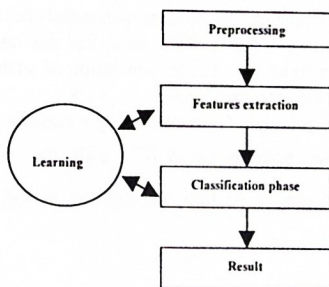 Preprocessing
Features extraction
Learning
Classification phase
Result